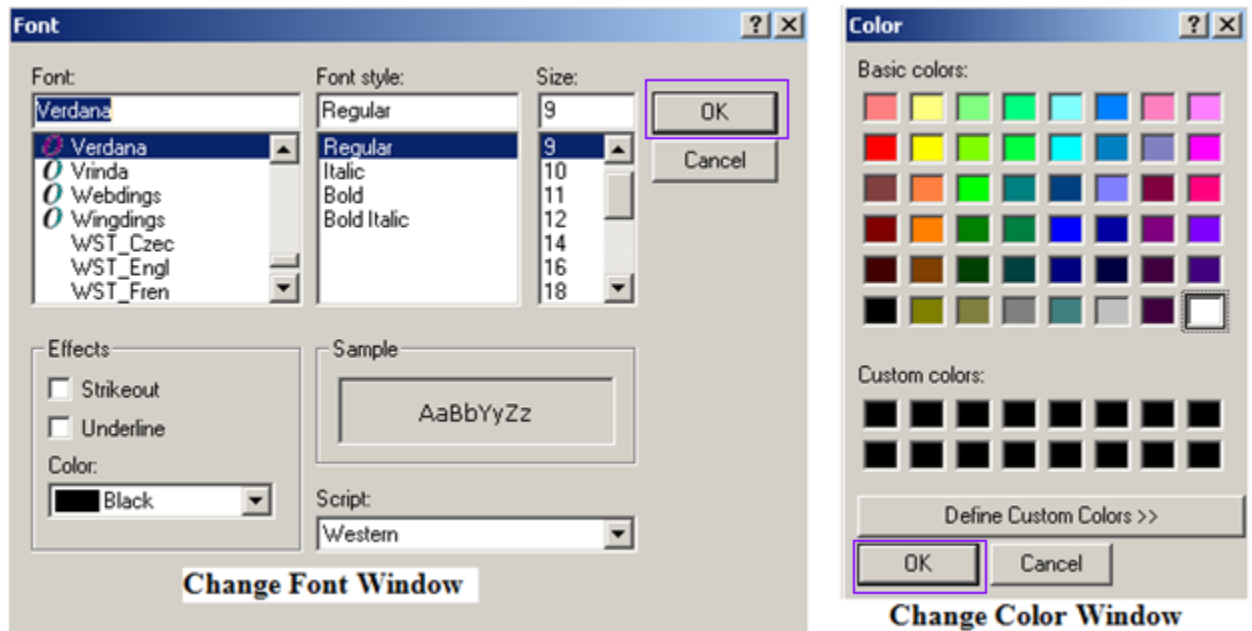 Font
Font:
Verdana
Verdana
Vrinda
Webdings
Wingdings
WST_Czec
WST_Engl
WST_Fren
Font style:
Regular
Regular
Italic
Bold
Bold Italic
Size:
9
9
10
11
12
14
16
18
OK
Cancel
Effects
Strikeout
Underline
Color:
Black
Sample
AaBbYyZz
Script:
Western
Change Font Window
Color
Basic colors:
Custom colors:
Define Custom Colors >>
OK
Cancel
Change Color Window